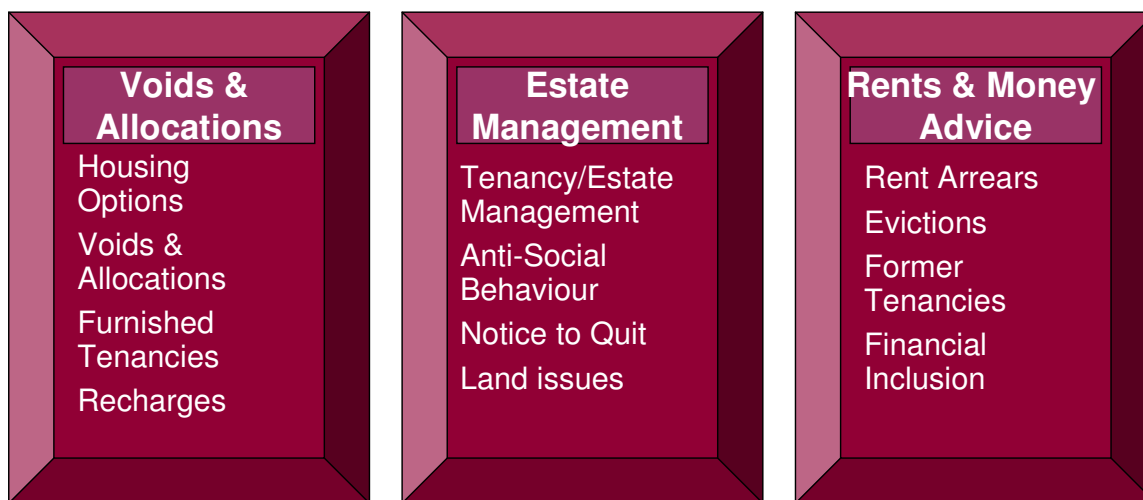 Voids &
Allocations
Housing
Options
Voids &
Allocations
Furnished
Tenancies
Recharges
Estate
Management
Tenancy/Estate
Management
Anti-Social
Behaviour
Notice to Quit
Land issues
Rents & Money
Advice
Rent Arrears
Evictions
Former
Tenancies
Financial
Inclusion